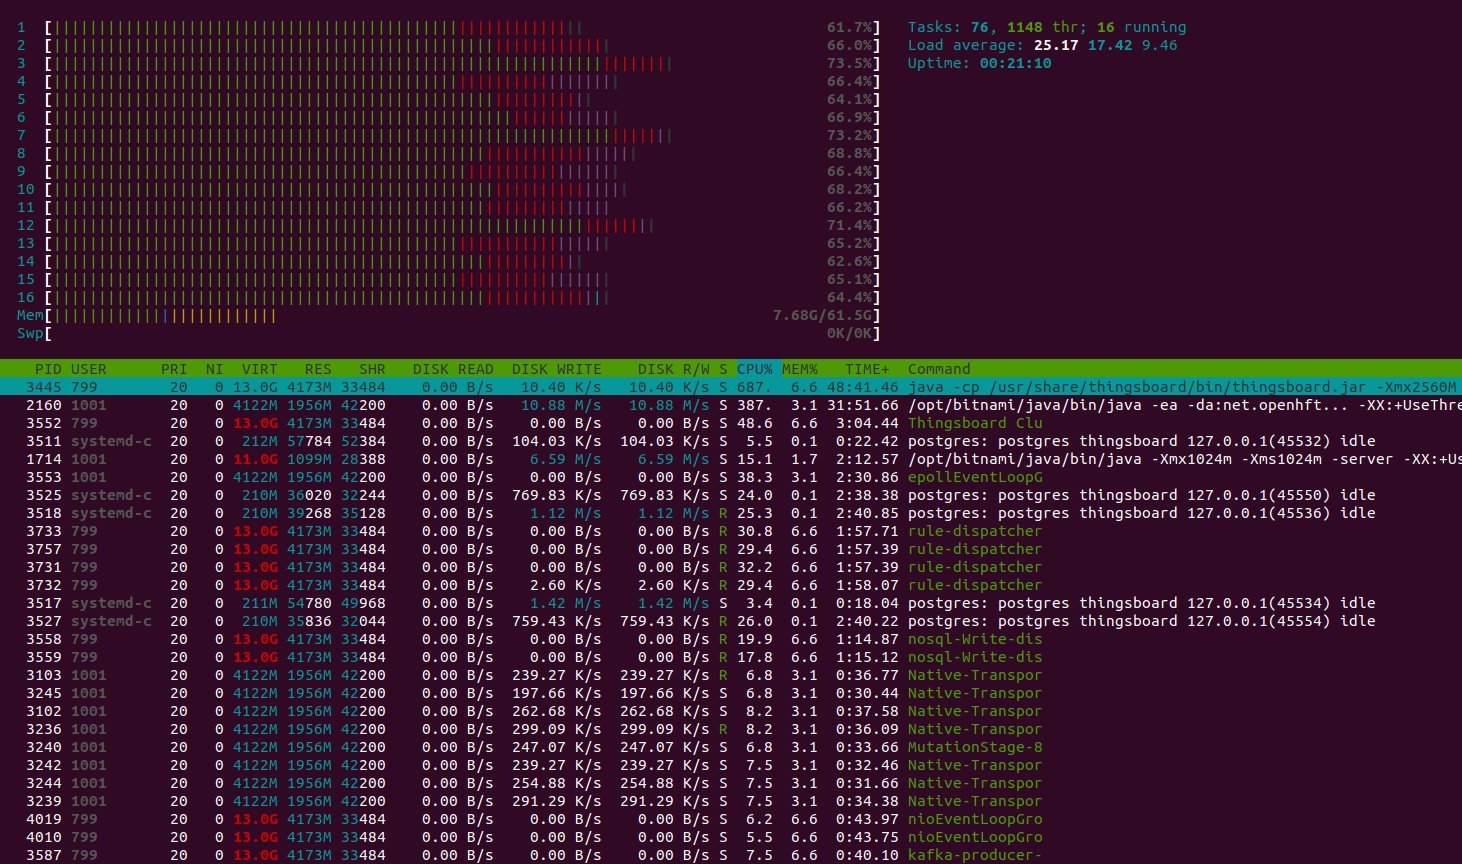 1 [ 61.7%] Tasks: 76, 1148 thr; 16 running
2 [ 66.0%] Load average: 25.17 17.42 9.46
3 [ 73.5%] Uptime: 00:21:10
4 [ 66.4%]
5 [ 64.1%]
6 [ 66.9%]
7 [ 73.2%]
8 [ 68.8%]
9 [ 66.4%]
10 [ 68.2%]
11 [ 66.2%]
12 [ 71.4%]
13 [ 65.2%]
14 [ 62.6%]
15 [ 65.1%]
16 [ 64.4%]
Mem[ 7.68G/61.5G]
Swp[ 0K/0K]
PID USER PRI NI VIRT RES SHR DISK READ DISK WRITE DISK R/W S CPU% MEM% TIME+ Command
3445 799 20 0 13.0G 4173M 33484 0.00 B/s 10.40 K/s 10.40 K/s S 687. 6.6 48:41.46 java -cp /usr/share/thingsboard/bin/thingsboard.jar -Xmx2560M
2160 1001 20 0 4122M 1956M 42200 0.00 B/s 10.88 M/s 10.88 M/s S 387. 3.1 31:51.66 /opt/bitnami/java/bin/java -ea -da:net.openhft... -XX:+UseThre
3552 799 20 0 13.0G 4173M 33484 0.00 B/s 0.00 B/s 0.00 B/s S 48.6 6.6 3:04.44 Thingsboard Clu
3511 systemd-c 20 0 212M 57784 52384 0.00 B/s 104.03 K/s 104.03 K/s S 5.5 0.1 0:22.42 postgres: postgres thingsboard 127.0.0.1(45532) idle
1714 1001 20 0 11.0G 1099M 28388 0.00 B/s 6.59 M/s 6.59 M/s S 15.1 1.7 2:12.57 /opt/bitnami/java/bin/java -Xmx1024m -Xms1024m -server -XX:+Us
3553 1001 20 0 4122M 1956M 42200 0.00 B/s 0.00 B/s 0.00 B/s S 38.3 3.1 2:30.86 epollEventLoopG
3525 systemd-c 20 0 210M 36020 32244 0.00 B/s 769.83 K/s 769.83 K/s S 24.0 0.1 2:38.38 postgres: postgres thingsboard 127.0.0.1(45550) idle
3518 systemd-c 20 0 210M 39268 35128 0.00 B/s 1.12 M/s 1.12 M/s R 25.3 0.1 2:40.85 postgres: postgres thingsboard 127.0.0.1(45536) idle
3733 799 20 0 13.0G 4173M 33484 0.00 B/s 0.00 B/s 0.00 B/s R 30.8 6.6 1:57.71 rule-dispatcher
3757 799 20 0 13.0G 4173M 33484 0.00 B/s 0.00 B/s 0.00 B/s R 29.4 6.6 1:57.39 rule-dispatcher
3731 799 20 0 13.0G 4173M 33484 0.00 B/s 0.00 B/s 0.00 B/s R 32.2 6.6 1:57.39 rule-dispatcher
3732 799 20 0 13.0G 4173M 33484 0.00 B/s 2.60 K/s 2.60 K/s R 29.4 6.6 1:58.07 rule-dispatcher
3517 systemd-c 20 0 211M 54780 49968 0.00 B/s 1.42 M/s 1.42 M/s S 3.4 0.1 0:18.04 postgres: postgres thingsboard 127.0.0.1(45534) idle
3527 systemd-c 20 0 210M 35836 32044 0.00 B/s 759.43 K/s 759.43 K/s R 26.0 0.1 2:40.22 postgres: postgres thingsboard 127.0.0.1(45554) idle
3558 799 20 0 13.0G 4173M 33484 0.00 B/s 0.00 B/s 0.00 B/s R 19.9 6.6 1:14.87 nosql-Write-dis
3559 799 20 0 13.0G 4173M 33484 0.00 B/s 0.00 B/s 0.00 B/s R 17.8 6.6 1:15.12 nosql-Write-dis
3103 1001 20 0 4122M 1956M 42200 0.00 B/s 239.27 K/s 239.27 K/s R 6.8 3.1 0:36.77 Native-Transpor
3245 1001 20 0 4122M 1956M 42200 0.00 B/s 197.66 K/s 197.66 K/s S 6.8 3.1 0:30.44 Native-Transpor
3102 1001 20 0 4122M 1956M 42200 0.00 B/s 262.68 K/s 262.68 K/s S 8.2 3.1 0:37.58 Native-Transpor
3236 1001 20 0 4122M 1956M 42200 0.00 B/s 299.09 K/s 299.09 K/s R 8.2 3.1 0:36.09 Native-Transpor
3240 1001 20 0 4122M 1956M 42200 0.00 B/s 247.07 K/s 247.07 K/s S 6.8 3.1 0:33.66 MutationStage-8
3242 1001 20 0 4122M 1956M 42200 0.00 B/s 239.27 K/s 239.27 K/s S 7.5 3.1 0:32.46 Native-Transpor
3244 1001 20 0 4122M 1956M 42200 0.00 B/s 254.88 K/s 254.88 K/s S 7.5 3.1 0:31.66 Native-Transpor
3239 1001 20 0 4122M 1956M 42200 0.00 B/s 291.29 K/s 291.29 K/s S 7.5 3.1 0:34.38 Native-Transpor
4019 799 20 0 13.0G 4173M 33484 0.00 B/s 0.00 B/s 0.00 B/s S 6.2 6.6 0:43.97 nioEventLoopGro
4010 799 20 0 13.0G 4173M 33484 0.00 B/s 0.00 B/s 0.00 B/s S 5.5 6.6 0:43.75 nioEventLoopGro
3587 799 20 0 13.0G 4173M 33484 0.00 B/s 0.00 B/s 0.00 B/s S 7.5 6.6 0:40.10 kafka-producer-